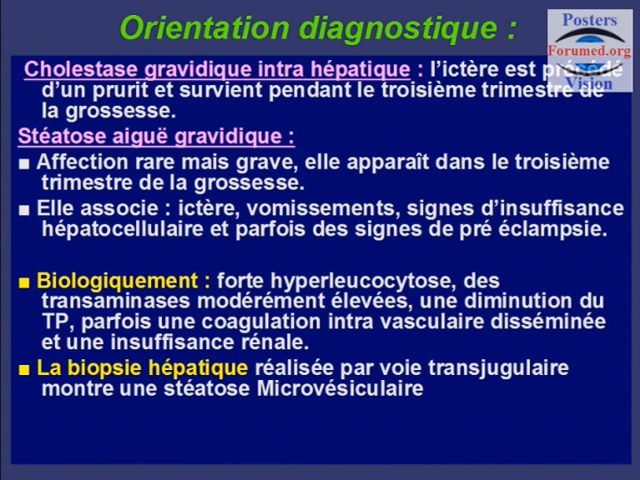 Orientation diagnostique :
Posters
Forumed.org
Vision
Cholestase gravidique intra hépatique : l’ictère est précédé
d’un prurit et survient pendant le troisième trimestre de
la grossesse.
Stéatose aiguë gravidique :
■ Affection rare mais grave, elle apparaît dans le troisième
trimestre de la grossesse.
■ Elle associe : ictère, vomissements, signes d’insuffisance
hépatocellulaire et parfois des signes de pré éclampsie.
■ Biologiquement : forte hyperleucocytose, des
transaminases modérément élevées, une diminution du
TP, parfois une coagulation intra vasculaire disséminée
et une insuffisance rénale.
■ La biopsie hépatique réalisée par voie transjugulaire
montre une stéatose Microvésiculaire